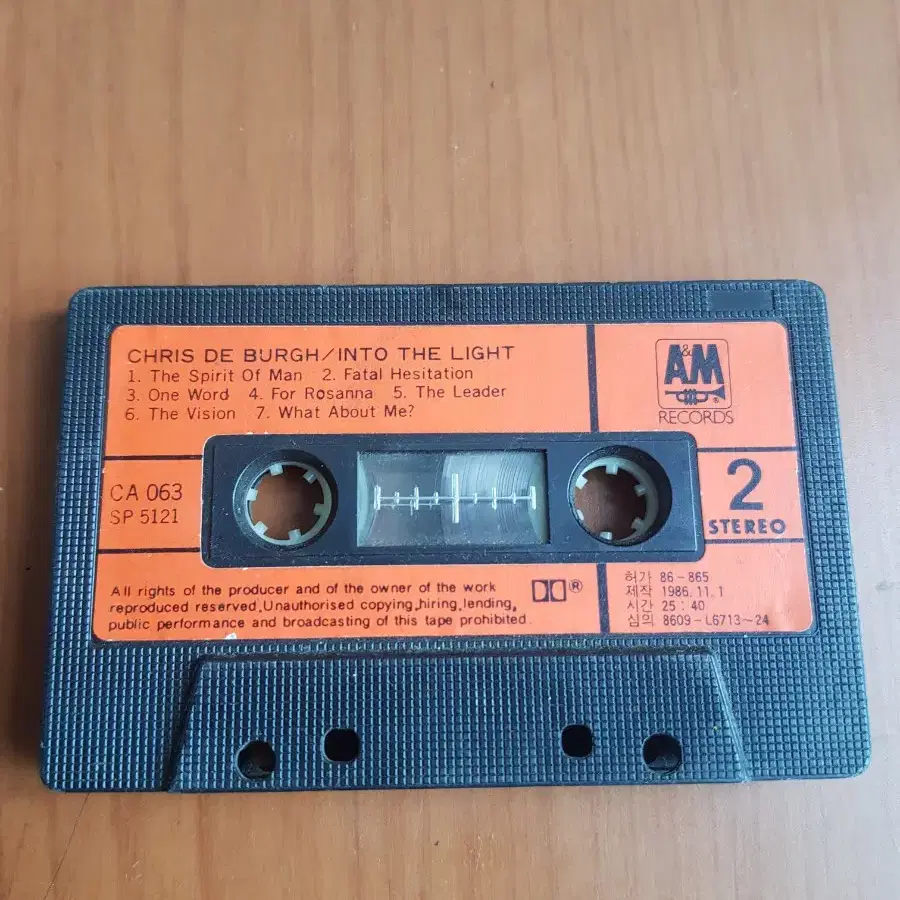 CHRIS DE BURGH/INTO THE LIGHT
1. The Spirit Of Man 2. Fatal Hesitation
3. One Word 4. For Rosanna 5. The Leader
6. The Vision 7. What About Me?
A&M
®
RECORDS
CA 063
SP 5121
2
STEREO
All rights of the producer and of the owner of the work
reproduced reserved,Unauthorised copying,hiring,lending,
public performance and broadcasting of this tape prohibited.
®
허가 86-865
제작 1986.11.1
시간 25:40
심의 8609-L6713~24